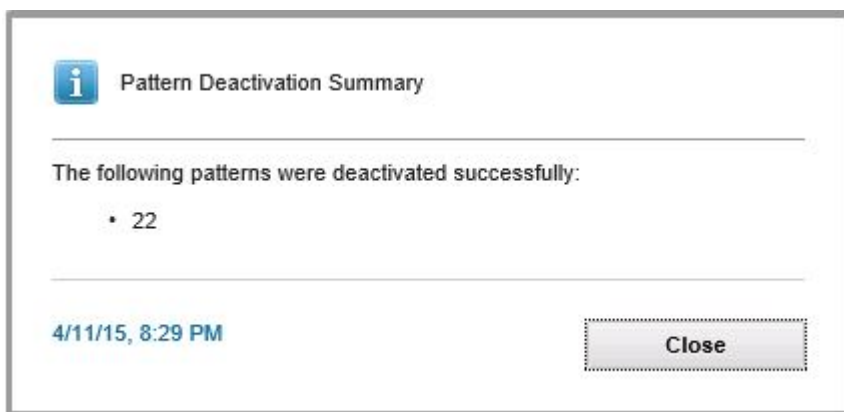 Pattern Deactivation Summary
The following patterns were deactivated successfully:
• 22
4/11/15, 8:29 PM
Close